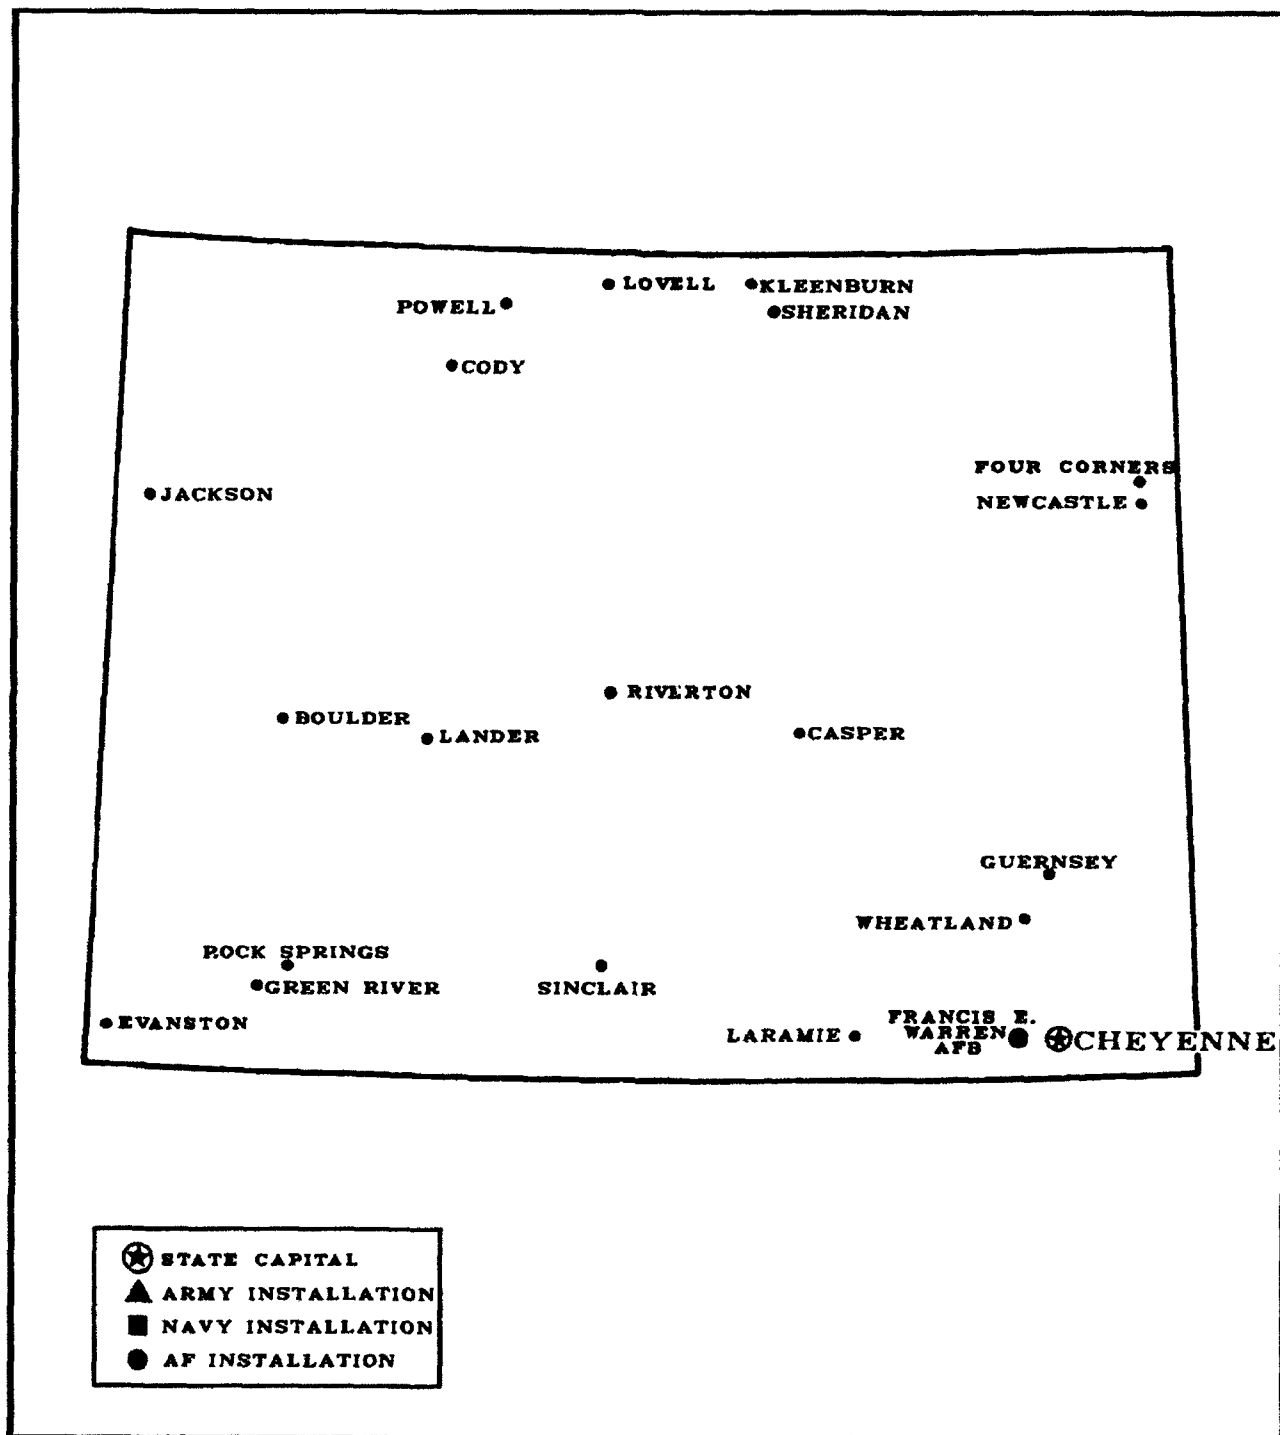 LOVELL
KLEENBURN
POWELL
SHERIDAN
CODY
FOUR CORNERS
JACKSON
NEWCASTLE
RIVERTON
BOULDER
LANDER
CASPER
GUERNSEY
WHEATLAND
ROCK SPRINGS
GREEN RIVER
SINCLAIR
EVANSTON
LARAMIE
FRANCIS E.
WARREN
AFB
CHEYENNE
STATE CAPITAL
ARMY INSTALLATION
NAVY INSTALLATION
AF INSTALLATION